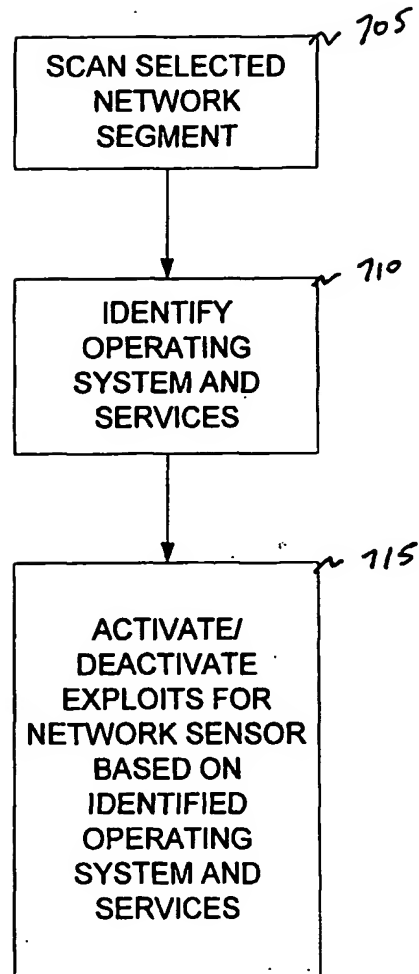 705
SCAN SELECTED
NETWORK
SEGMENT
710
IDENTIFY
OPERATING
SYSTEM AND
SERVICES
715
ACTIVATE/
DEACTIVATE
EXPLOITS FOR
NETWORK SENSOR
BASED ON
IDENTIFIED
OPERATING
SYSTEM AND
SERVICES